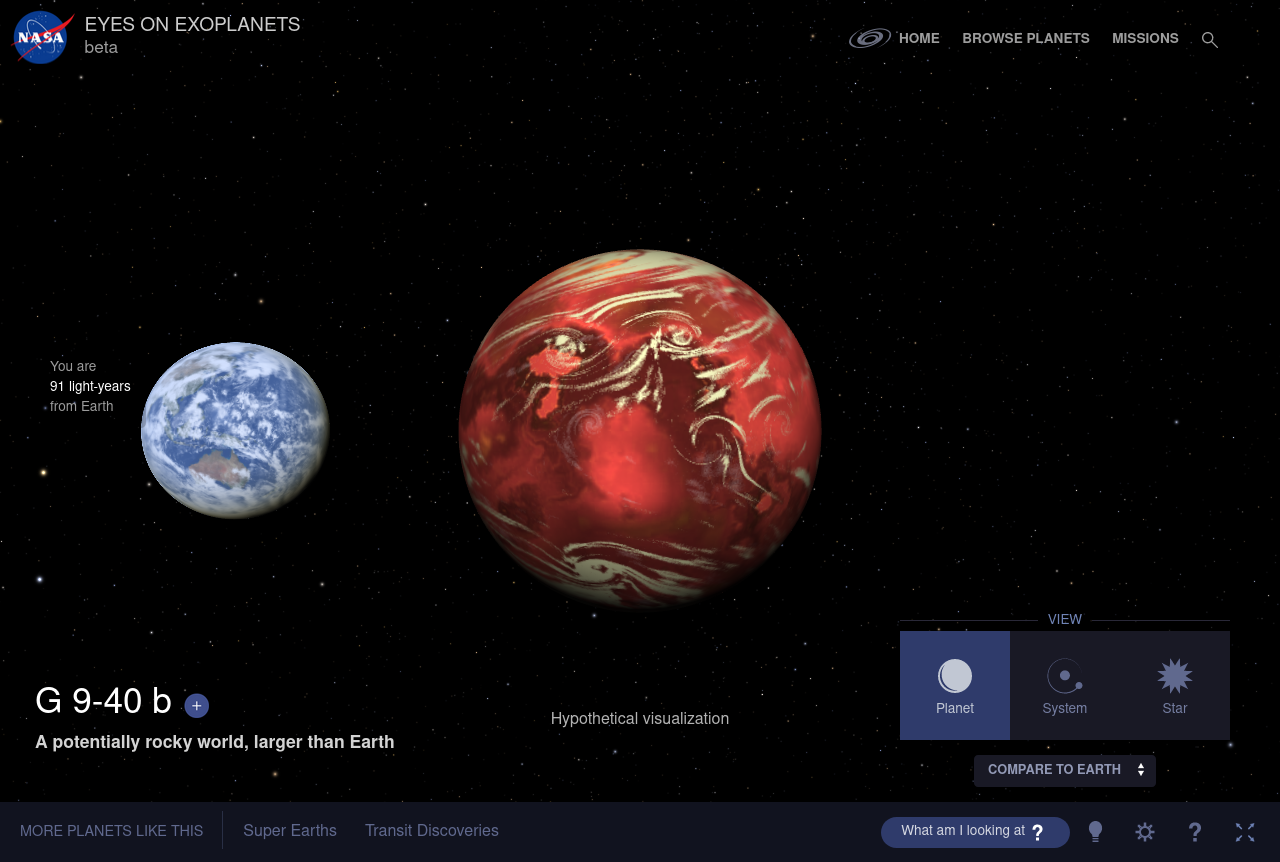 NASA
EYES ON EXOPLANETS
beta
HOME
BROWSE PLANETS
MISSIONS
You are
91 light-years
from Earth
VIEW
Planet
System
Star
G 9-40 b +
A potentially rocky world, larger than Earth
Hypothetical visualization
COMPARE TO EARTH
MORE PLANETS LIKE THIS
Super Earths
Transit Discoveries
What am I looking at ?
?